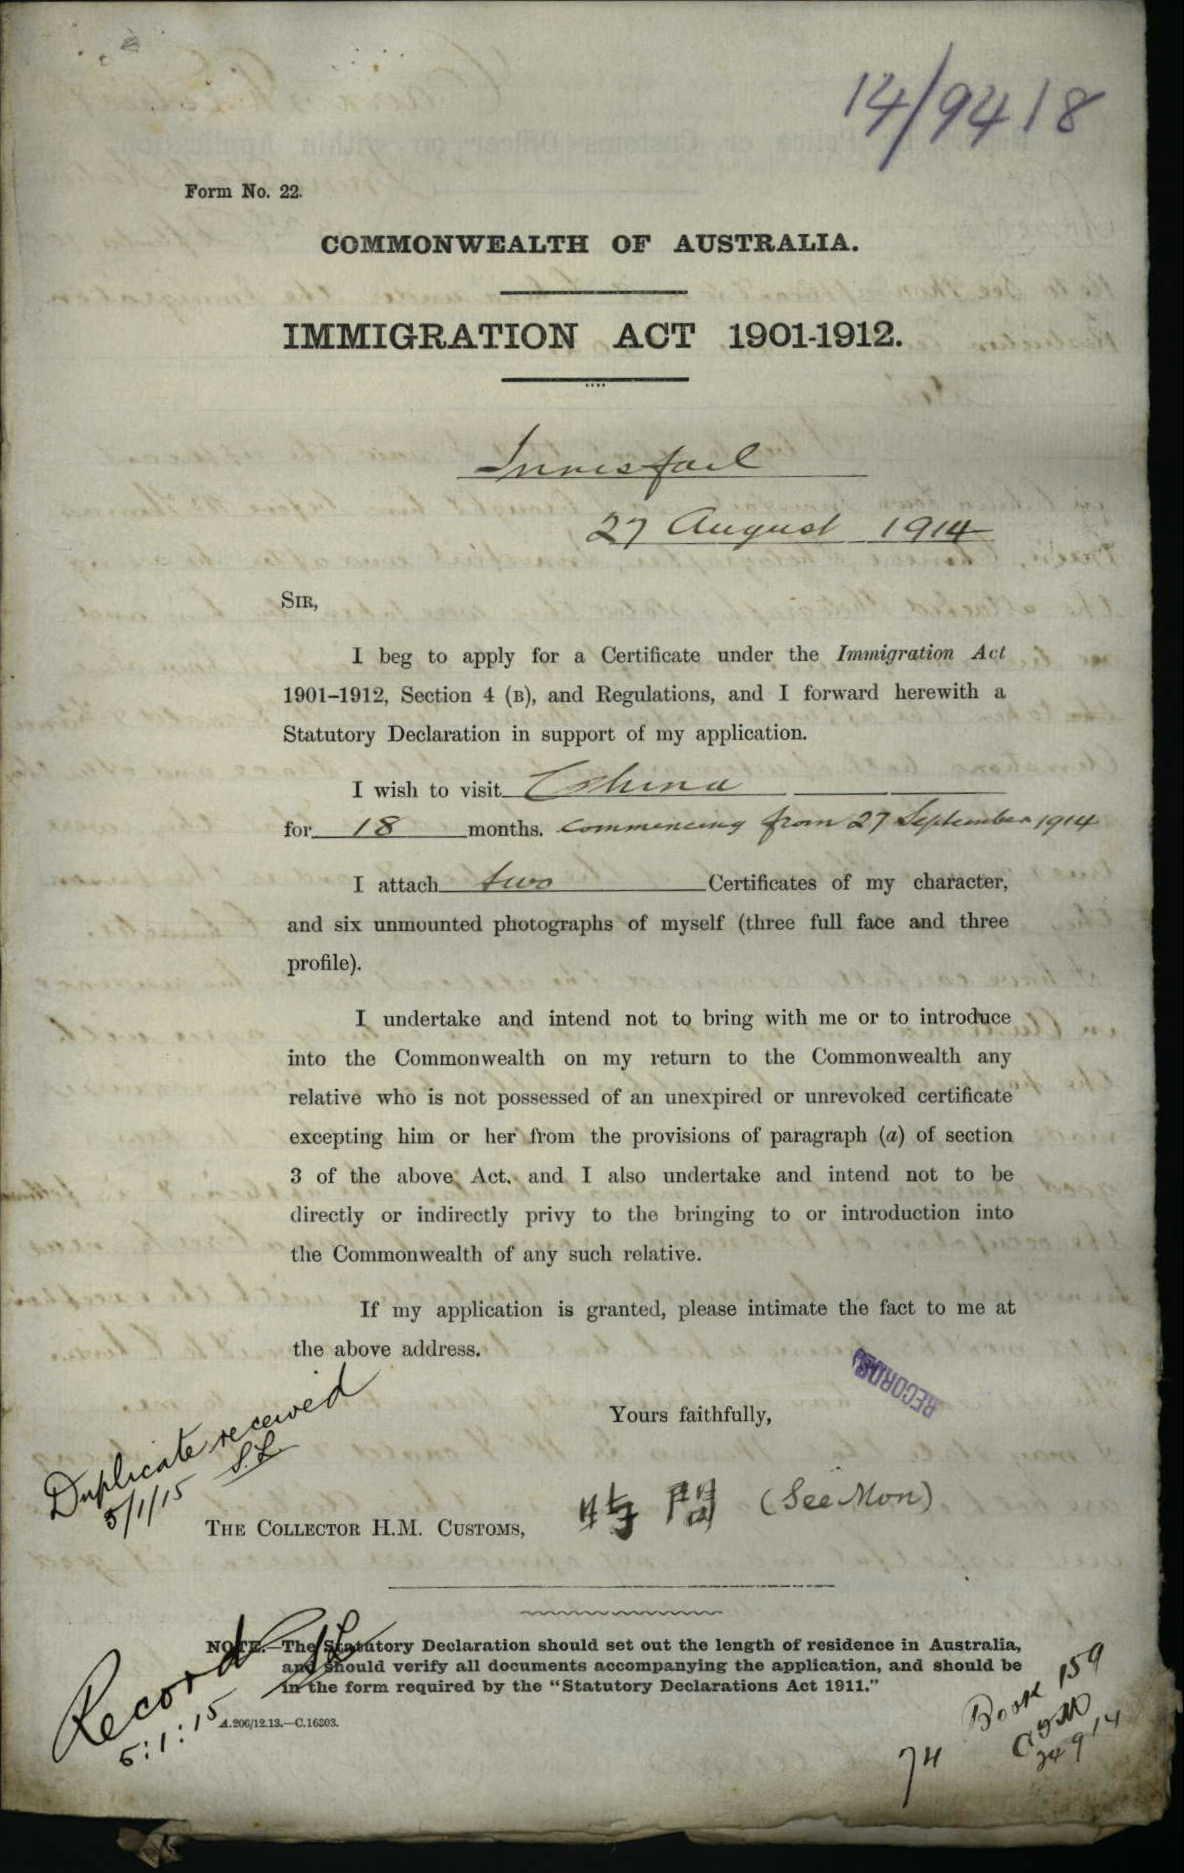 14/9418
Form No. 22.
COMMONWEALTH OF AUSTRALIA.
IMMIGRATION ACT 1901-1912.
Innisfail
27 August 1914
SIR,
I beg to apply for a Certificate under the Immigration Act
1901–1912, Section 4 (B), and Regulations, and I forward herewith a
Statutory Declaration in support of my application.
I wish to visit China
for 18 months. commencing from 27 September 1914
I attach two Certificates of my character,
and six unmounted photographs of myself (three full face and three
profile).
I undertake and intend not to bring with me or to introduce
into the Commonwealth on my return to the Commonwealth any
relative who is not possessed of an unexpired or unrevoked certificate
excepting him or her from the provisions of paragraph (a) of section
3 of the above Act, and I also undertake and intend not to be
directly or indirectly privy to the bringing to or introduction into
the Commonwealth of any such relative.
If my application is granted, please intimate the fact to me at
the above address.
RECORDS
Yours faithfully,
Duplicate received
5/1/15 S.L.
(See Mon)
THE COLLECTOR H.M. CUSTOMS,
NOTE.—The Statutory Declaration should set out the length of residence in Australia,
and should verify all documents accompanying the application, and should be
in the form required by the “Statutory Declarations Act 1911.”
A.206/12.13.—C.16303.
Record SL
5:1:15
Book 159
24 9 14
74